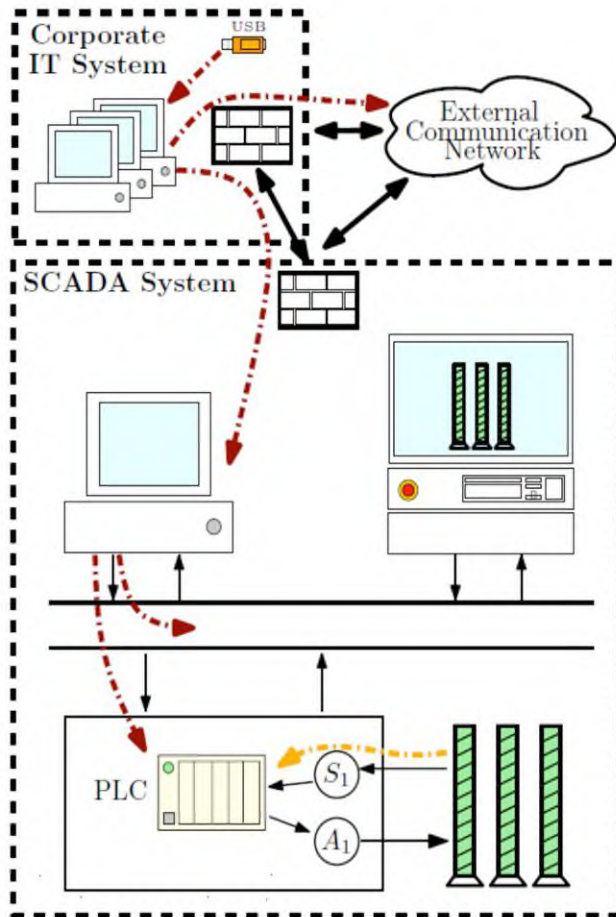 Corporate
IT System
USB
External
Communication
Network
SCADA System
PLC
S1
A1